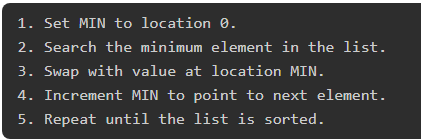 1. Set MIN to location 0.
2. Search the minimum element in the list.
3. Swap with value at location MIN.
4. Increment MIN to point to next element.
5. Repeat until the list is sorted.